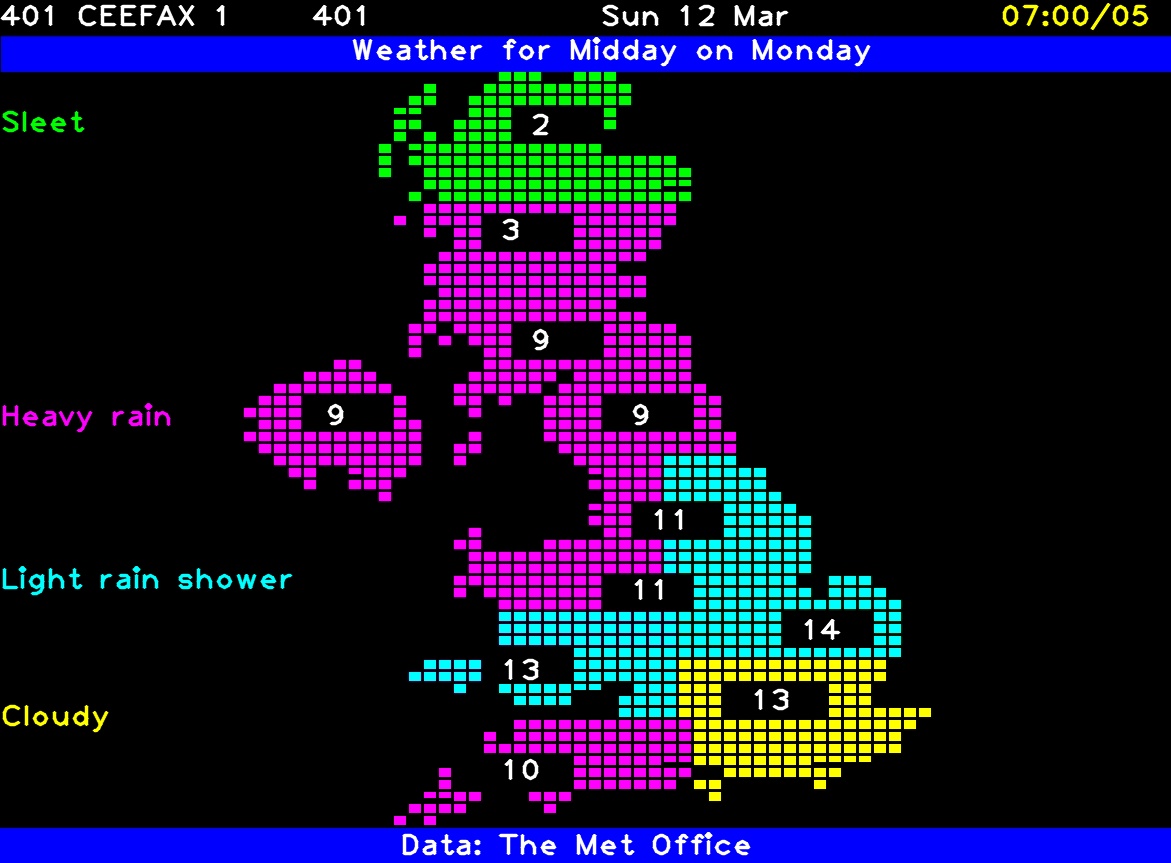 401 CEEFAX 1 401 Sun 12 Mar 07:00/05
Weather for Midday on Monday
Sleet 2
3
9
Heavy rain 9 9
11
Light rain shower 11
14
13
Cloudy 13
10
Data: The Met Office